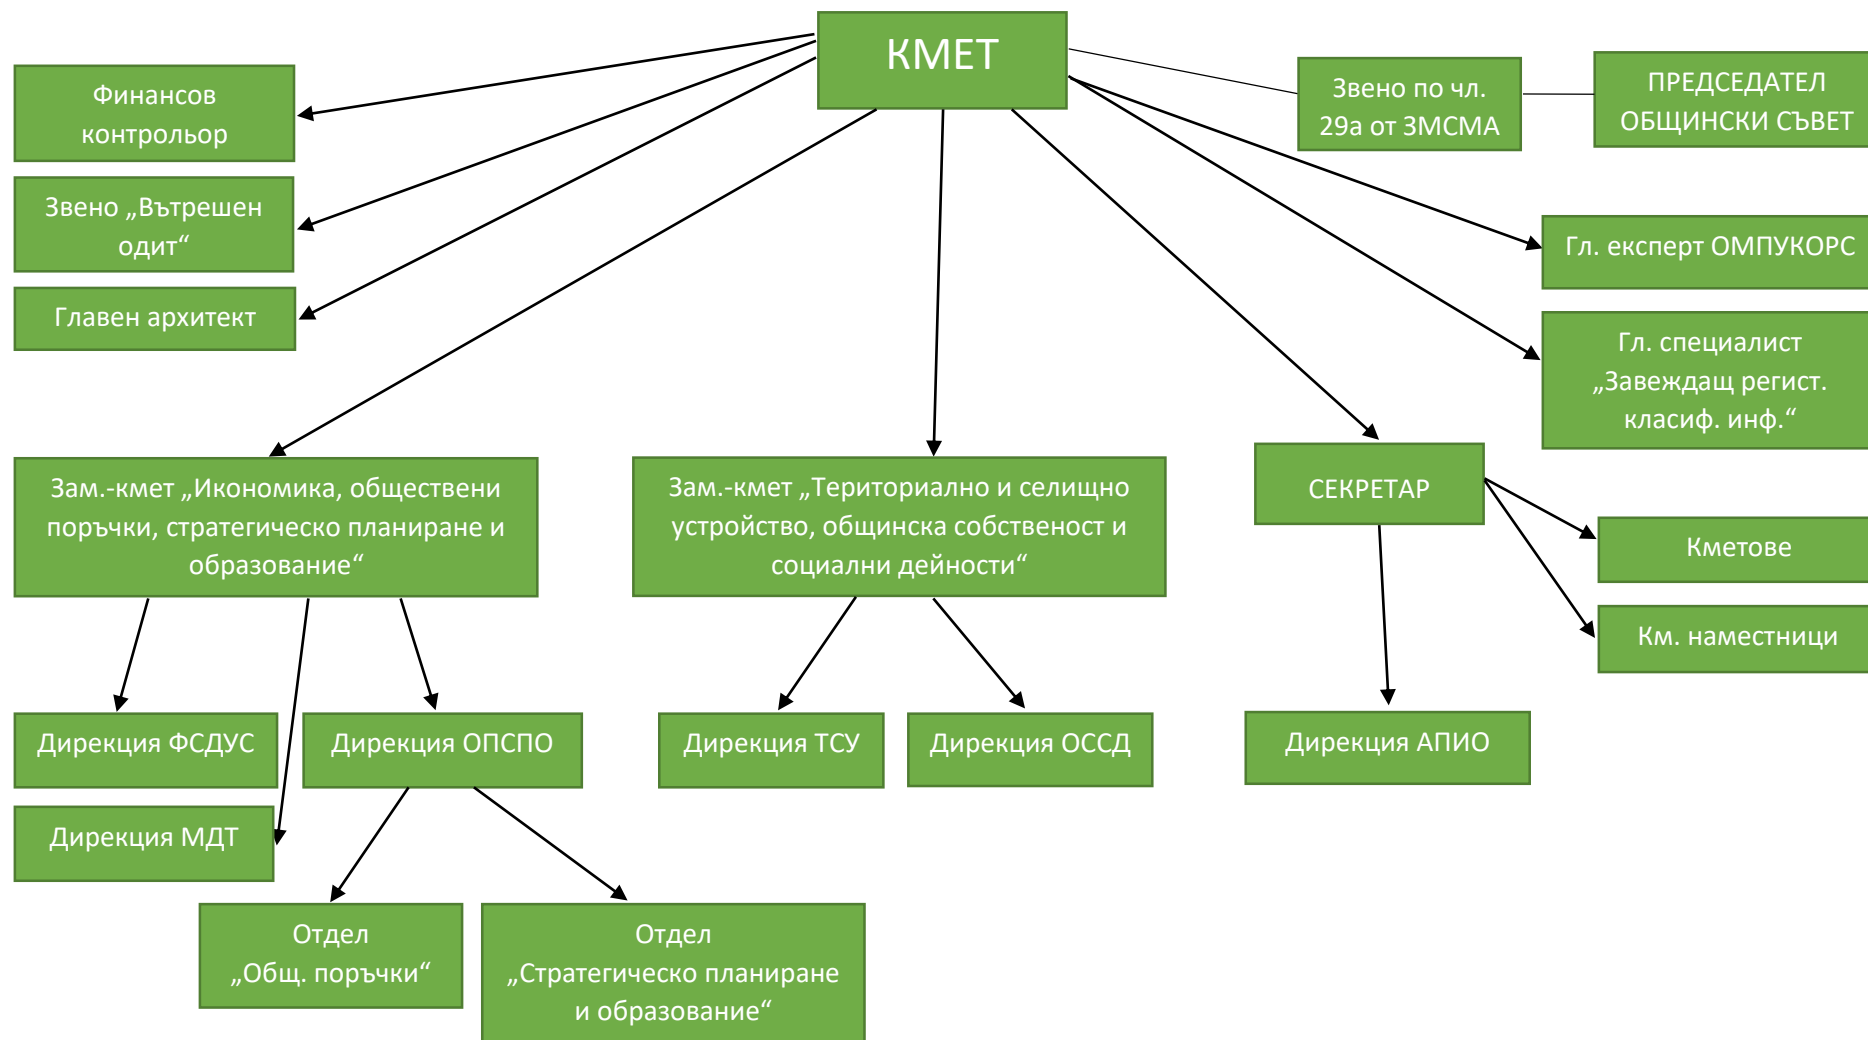 КМЕТ
Звено по чл.
29а от ЗМСМА
ПРЕДСЕДАТЕЛ
ОБЩИНСКИ СЪВЕТ
Финансов
контрольор
Звено „Вътрешен
одит“
Главен архитект
Гл. експерт ОМПУКОРС
Гл. специалист
„Завеждащ регист.
класиф. инф.“
Зам.-кмет „Икономика, обществени
поръчки, стратегическо планиране и
образование“
Зам.-кмет „Териториално и селищно
устройство, общинска собственост и
социални дейности“
СЕКРЕТАР
Кметове
Км. наместници
Дирекция ФСДУС
Дирекция ОПСПО
Дирекция ТСУ
Дирекция ОССД
Дирекция АПИО
Дирекция МДТ
Отдел
„Общ. поръчки“
Отдел
„Стратегическо планиране
и образование“